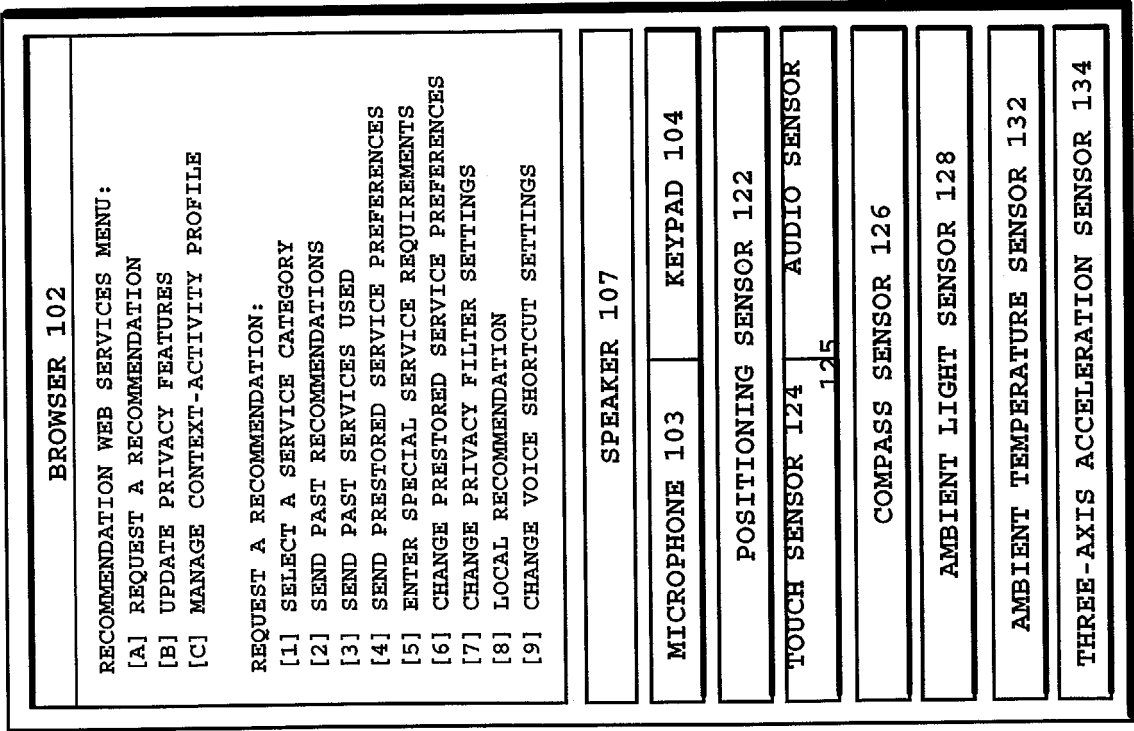 BROWSER 102
RECOMMENDATION WEB SERVICES MENU:
[A] REQUEST A RECOMMENDATION
[B] UPDATE PRIVACY FEATURES
[C] MANAGE CONTEXT-ACTIVITY PROFILE
REQUEST A RECOMMENDATION:
[1] SELECT A SERVICE CATEGORY
[2] SEND PAST RECOMMENDATIONS
[3] SEND PAST SERVICES USED
[4] SEND PRESTORED SERVICE PREFERENCES
[5] ENTER SPECIAL SERVICE REQUIREMENTS
[6] CHANGE PRESTORED SERVICE PREFERENCES
[7] CHANGE PRIVACY FILTER SETTINGS
[8] LOCAL RECOMMENDATION
[9] CHANGE VOICE SHORTCUT SETTINGS
SPEAKER 107
MICROPHONE 103 KEYPAD 104
POSITIONING SENSOR 122
TOUCH SENSOR 124 AUDIO SENSOR
125
COMPASS SENSOR 126
AMBIENT LIGHT SENSOR 128
AMBIENT TEMPERATURE SENSOR 132
THREE-AXIS ACCELERATION SENSOR 134